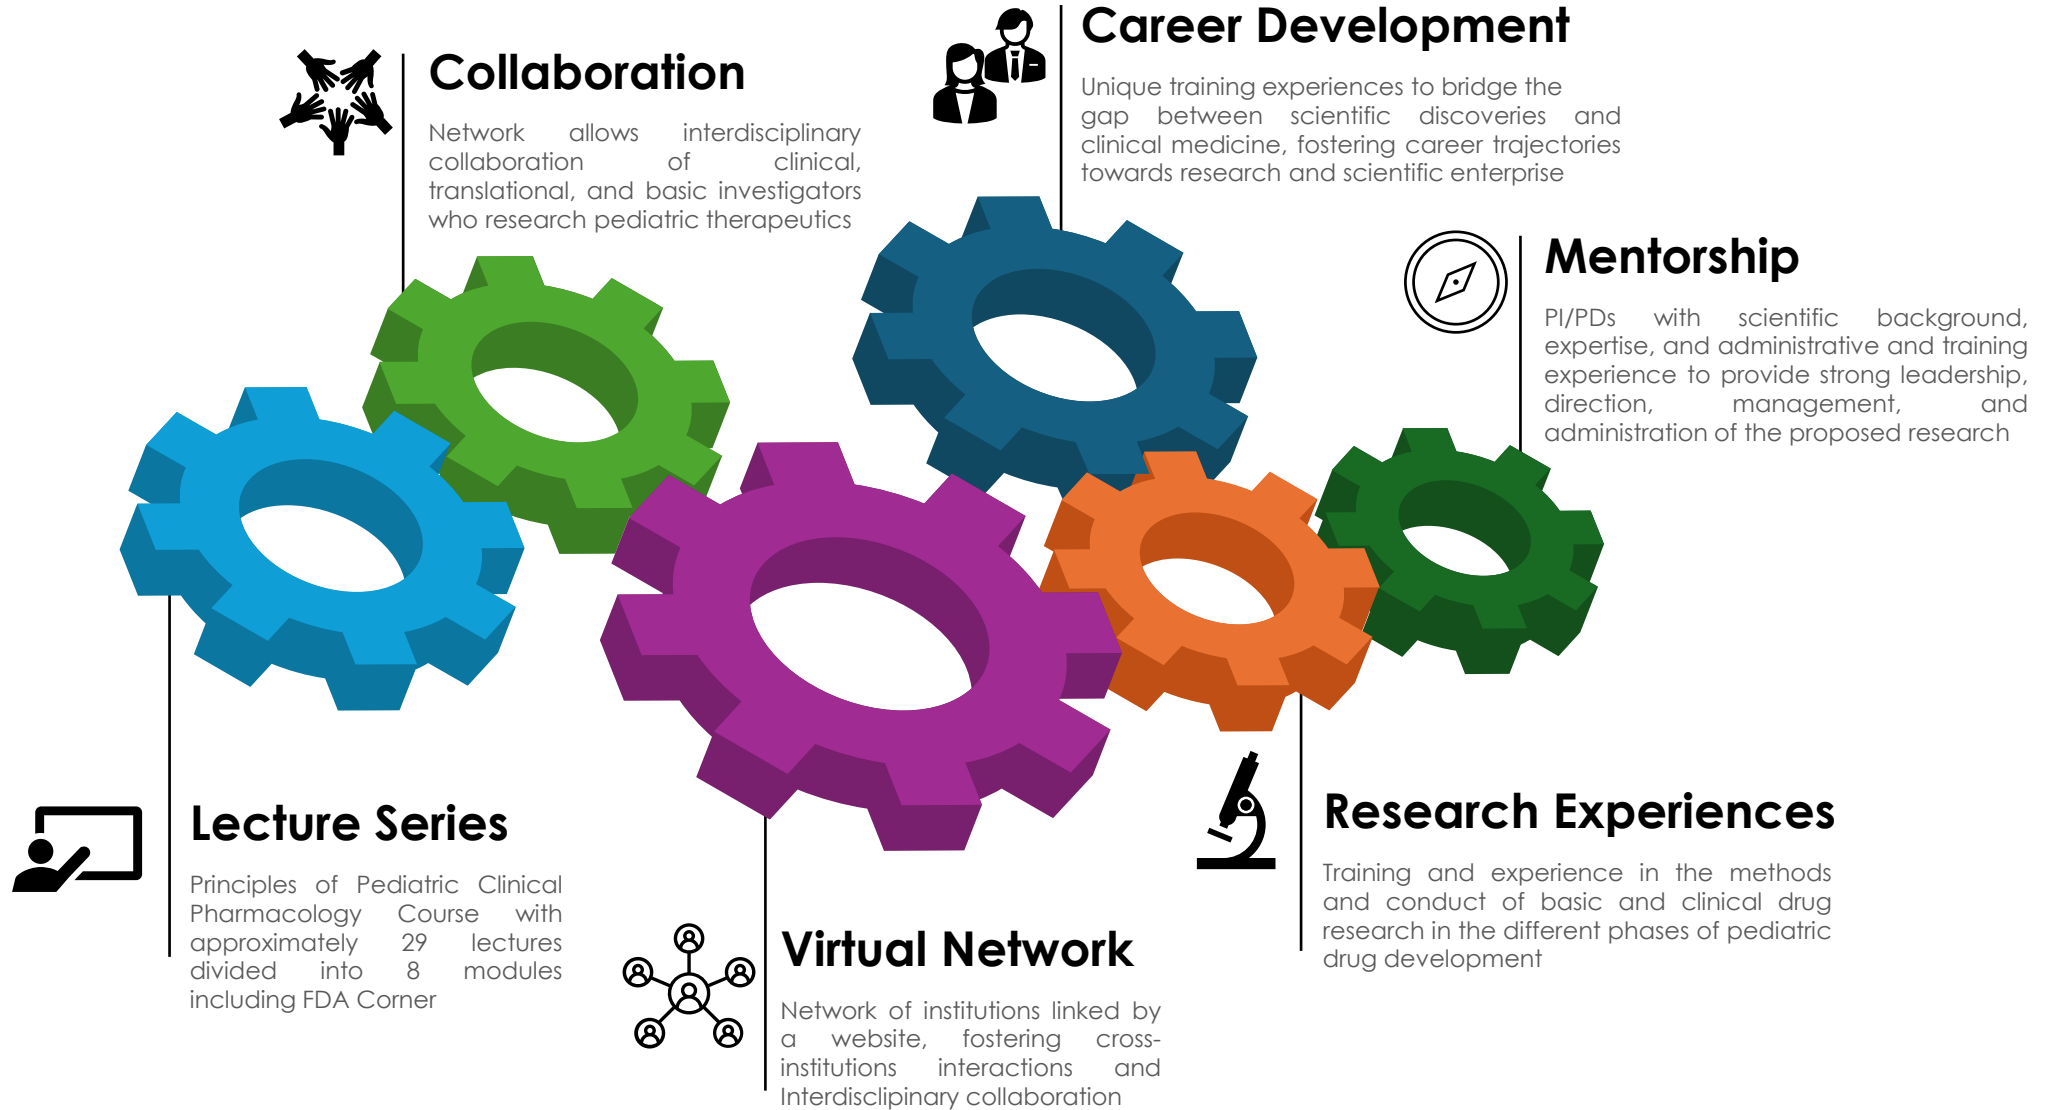 Collaboration
Network allows interdisciplinary
collaboration of clinical,
translational, and basic investigators
who research pediatric therapeutics
Career Development
Unique training experiences to bridge the
gap between scientific discoveries and
clinical medicine, fostering career trajectories
towards research and scientific enterprise
Mentorship
PI/PDs with scientific background,
expertise, and administrative and training
experience to provide strong leadership,
direction, management, and
administration of the proposed research
Lecture Series
Principles of Pediatric Clinical
Pharmacology Course with
approximately 29 lectures
divided into 8 modules
including FDA Corner
Virtual Network
Network of institutions linked by
a website, fostering cross-
institutions interactions and
Interdisclipinary collaboration
Research Experiences
Training and experience in the methods
and conduct of basic and clinical drug
research in the different phases of pediatric
drug development